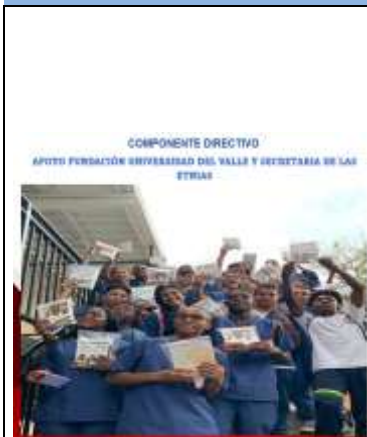 COMPONENTE DIRECTIVO
APOYO FUNDACIÓN UNIVERSIDAD DEL VALLE Y SECRETARIA DE LAS
ETNIAS